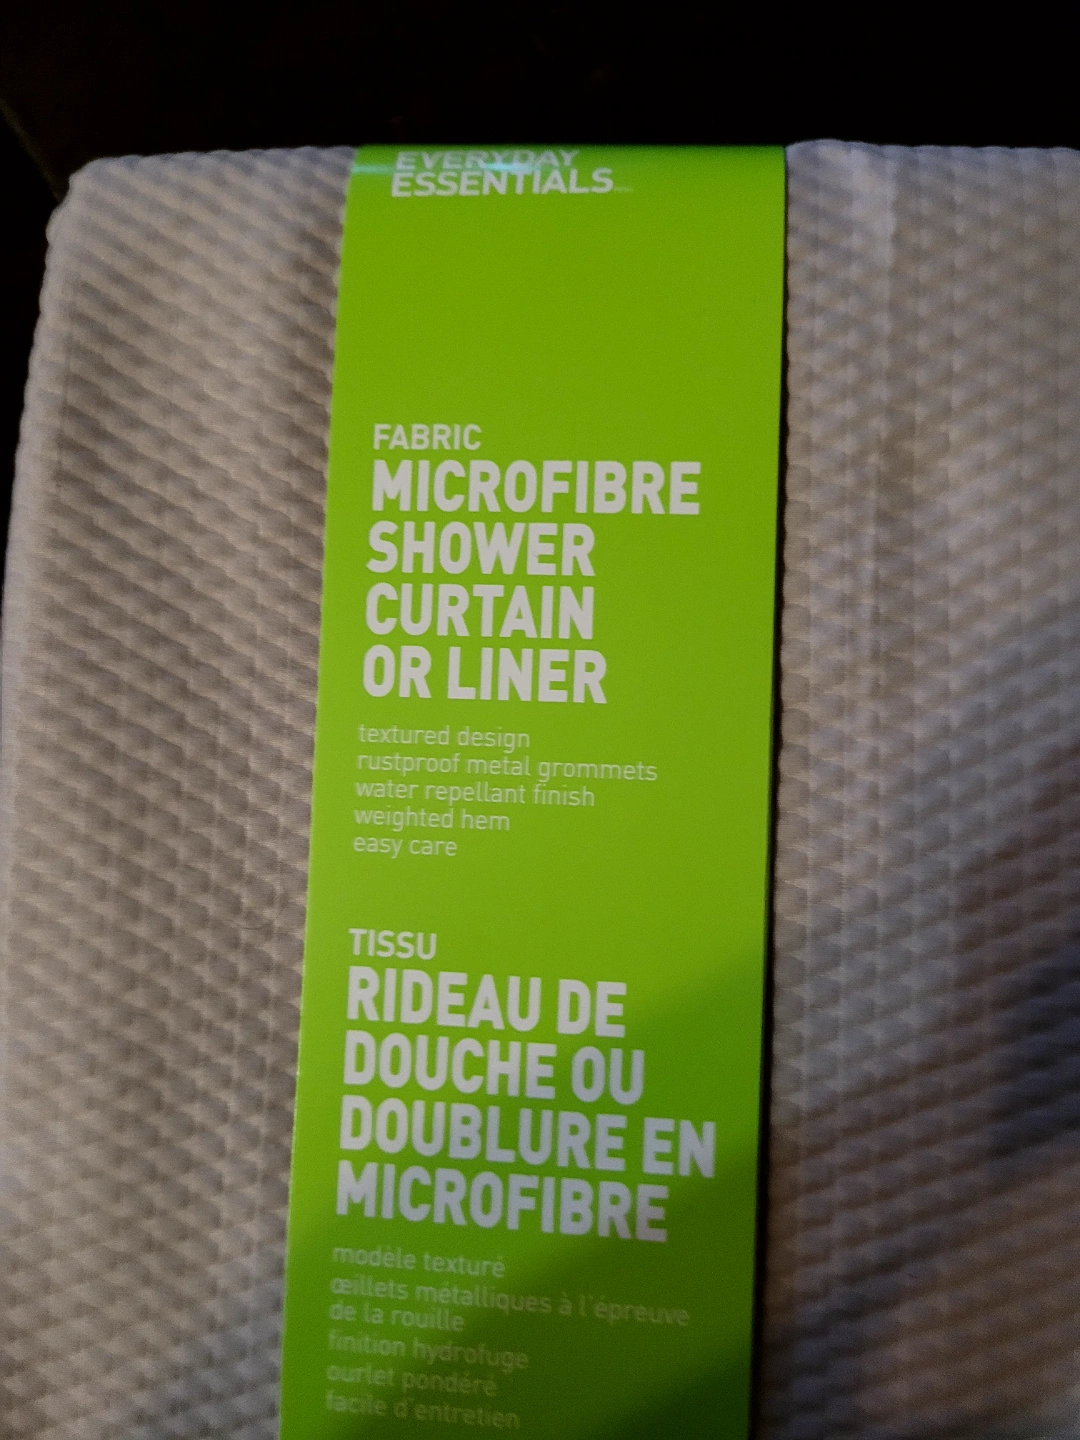 EVERYDAY
ESSENTIALS
FABRIC
MICROFIBRE
SHOWER
CURTAIN
OR LINER
textured design
rustproof metal grommets
water repellant finish
weighted hem
easy care
TISSU
RIDEAU DE
DOUCHE OU
DOUBLURE EN
MICROFIBRE
modèle texturé
œillets métalliques à l'épreuve
de la rouille
finition hydrofuge
ourlet pondéré
facile d'entretien